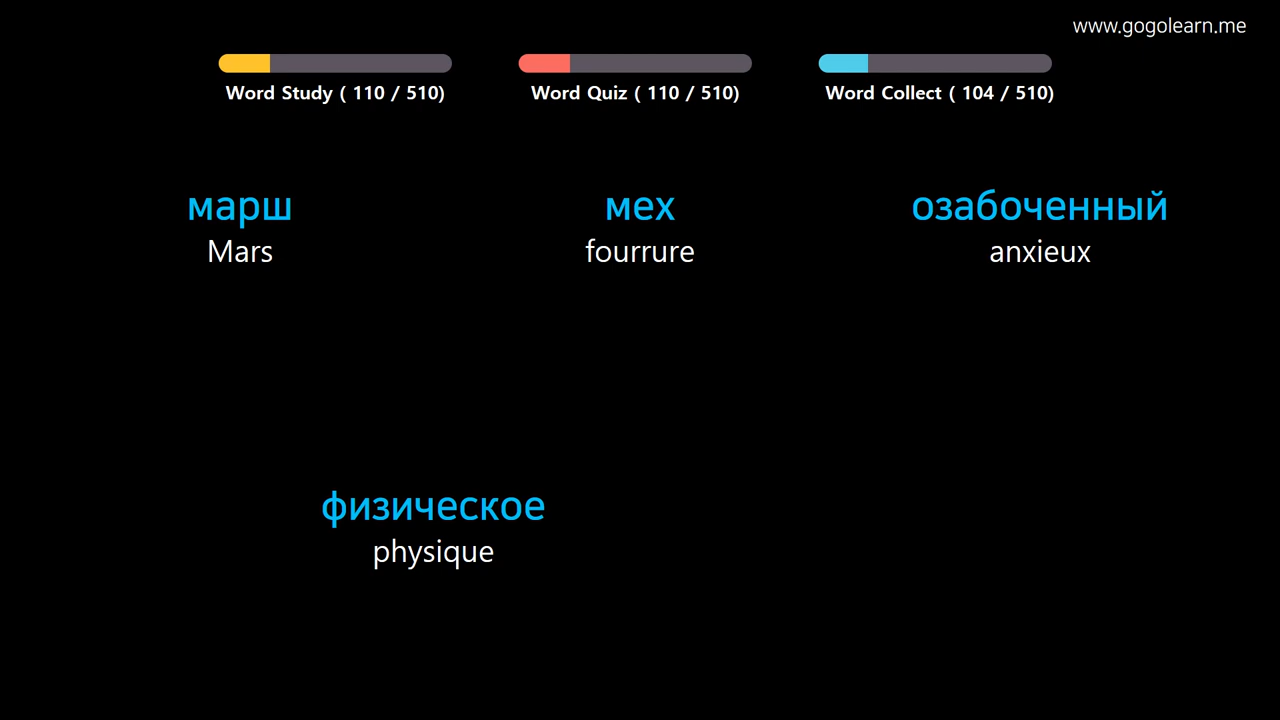 www.gogolearn.me
Word Study ( 110 / 510)
Word Quiz ( 110 / 510)
Word Collect ( 104 / 510)
марш
Mars
мех
fourrure
озабоченный
anxieux
физическое
physique